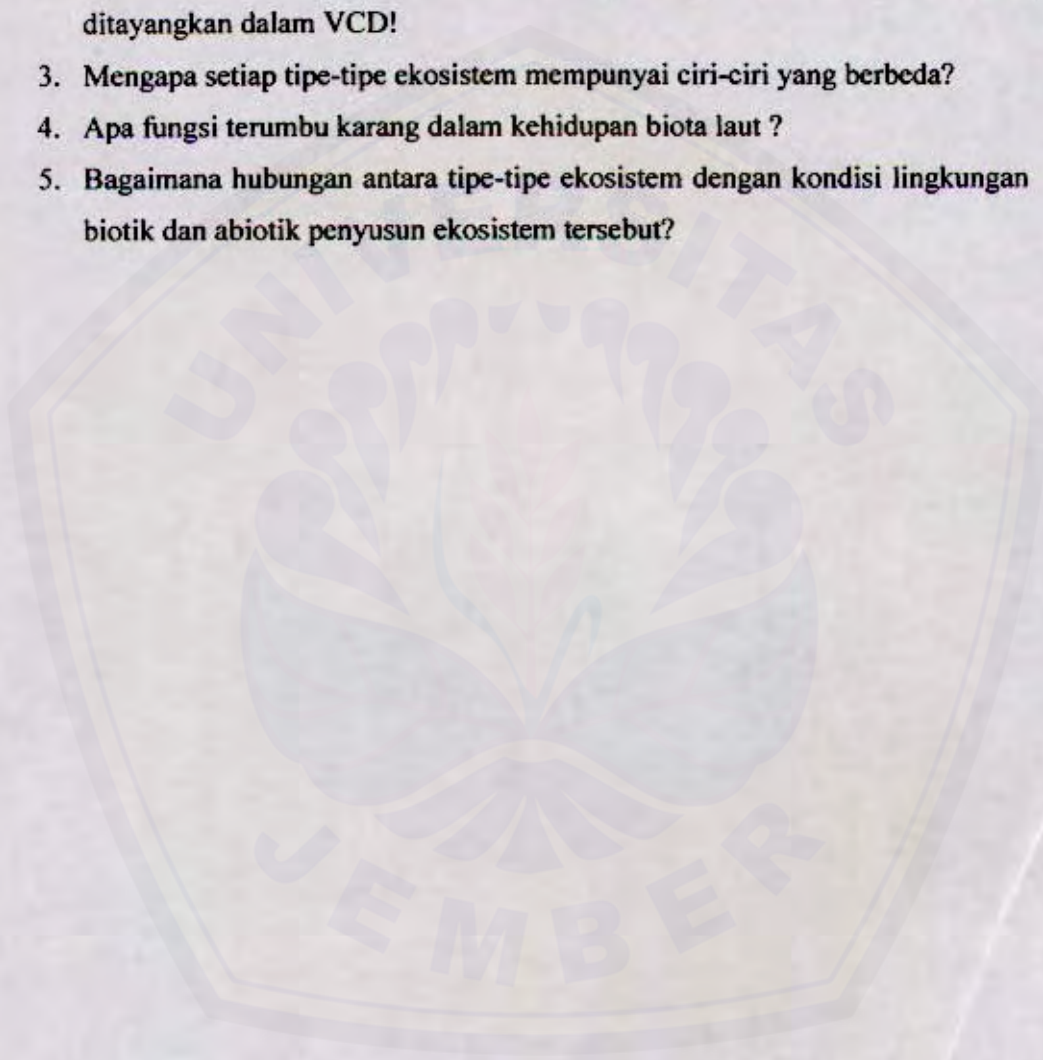 ditayangkan dalam VCD!
3. Mengapa setiap tipe-tipe ekosistem mempunyai ciri-ciri yang berbeda?
4. Apa fungsi terumbu karang dalam kehidupan biota laut ?
5. Bagaimana hubungan antara tipe-tipe ekosistem dengan kondisi lingkungan
biotik dan abiotik penyusun ekosistem tersebut?
UNIVERSITAS
JEMBER